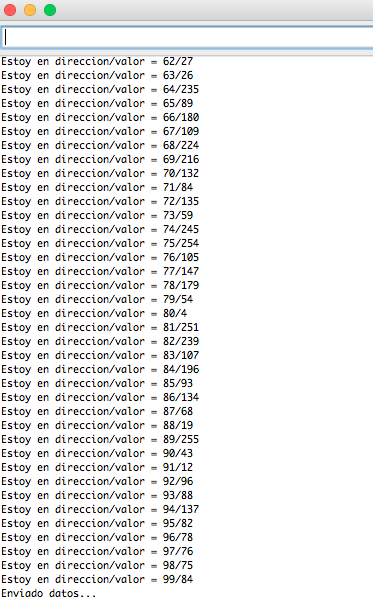 Estoy en direccion/valor = 62/27
Estoy en direccion/valor = 63/26
Estoy en direccion/valor = 64/235
Estoy en direccion/valor = 65/89
Estoy en direccion/valor = 66/180
Estoy en direccion/valor = 67/109
Estoy en direccion/valor = 68/224
Estoy en direccion/valor = 69/216
Estoy en direccion/valor = 70/132
Estoy en direccion/valor = 71/84
Estoy en direccion/valor = 72/135
Estoy en direccion/valor = 73/59
Estoy en direccion/valor = 74/245
Estoy en direccion/valor = 75/254
Estoy en direccion/valor = 76/105
Estoy en direccion/valor = 77/147
Estoy en direccion/valor = 78/179
Estoy en direccion/valor = 79/54
Estoy en direccion/valor = 80/4
Estoy en direccion/valor = 81/251
Estoy en direccion/valor = 82/239
Estoy en direccion/valor = 83/107
Estoy en direccion/valor = 84/196
Estoy en direccion/valor = 85/93
Estoy en direccion/valor = 86/134
Estoy en direccion/valor = 87/68
Estoy en direccion/valor = 88/19
Estoy en direccion/valor = 89/255
Estoy en direccion/valor = 90/43
Estoy en direccion/valor = 91/12
Estoy en direccion/valor = 92/96
Estoy en direccion/valor = 93/88
Estoy en direccion/valor = 94/137
Estoy en direccion/valor = 95/82
Estoy en direccion/valor = 96/78
Estoy en direccion/valor = 97/76
Estoy en direccion/valor = 98/75
Estoy en direccion/valor = 99/84
Enviado datos...